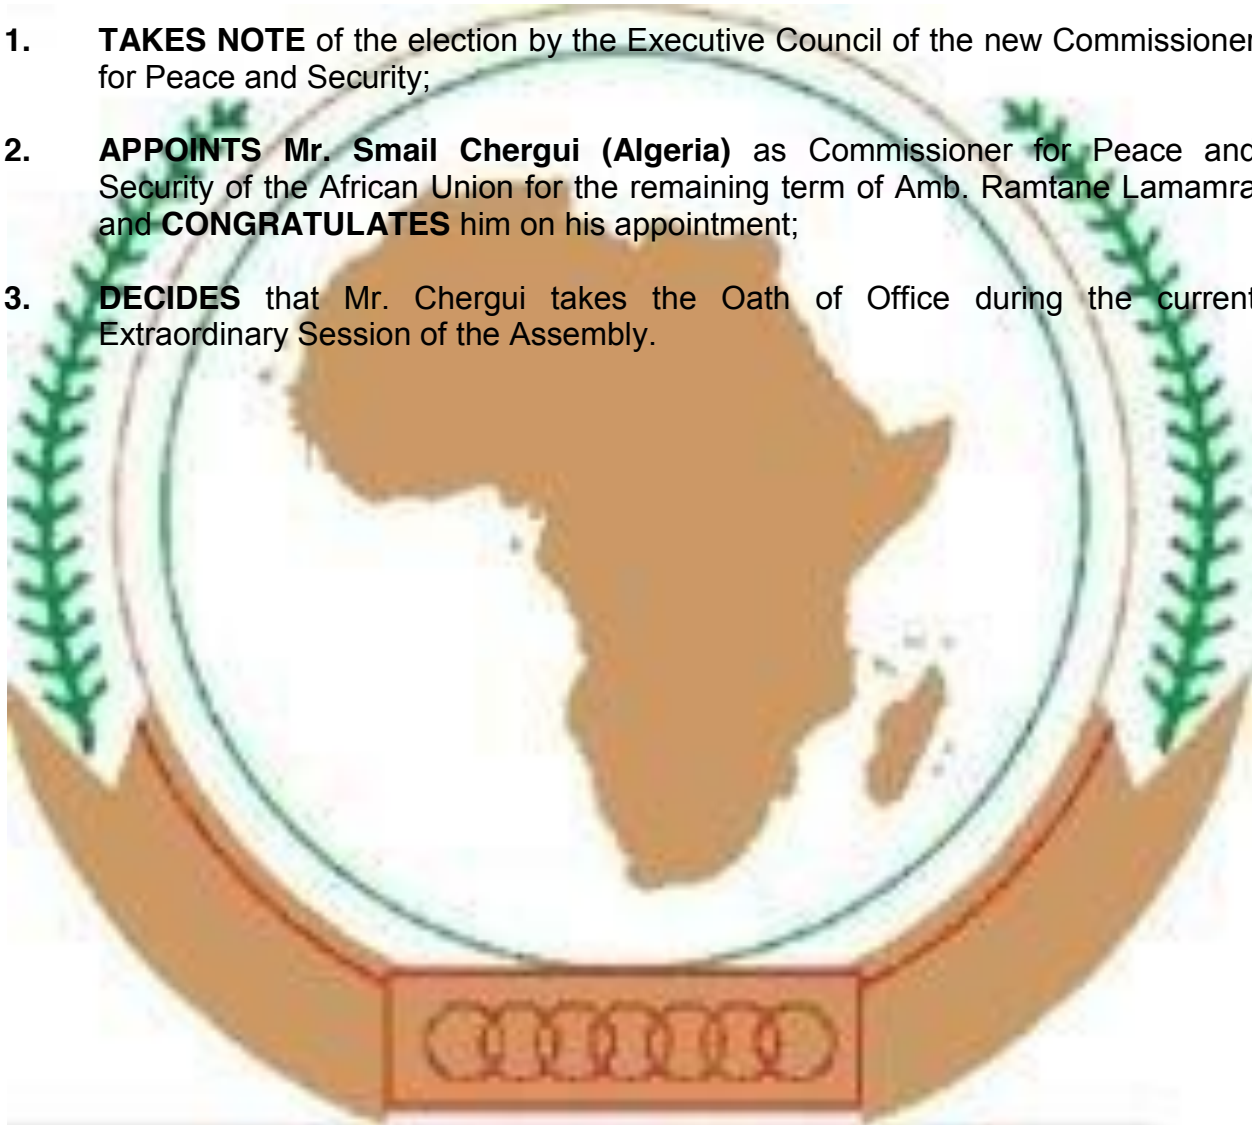 1. TAKES NOTE of the election by the Executive Council of the new Commissioner
for Peace and Security;
2. APPOINTS Mr. Smail Chergui (Algeria) as Commissioner for Peace and
Security of the African Union for the remaining term of Amb. Ramtane Lamamra
and CONGRATULATES him on his appointment;
3. DECIDES that Mr. Chergui takes the Oath of Office during the current
Extraordinary Session of the Assembly.